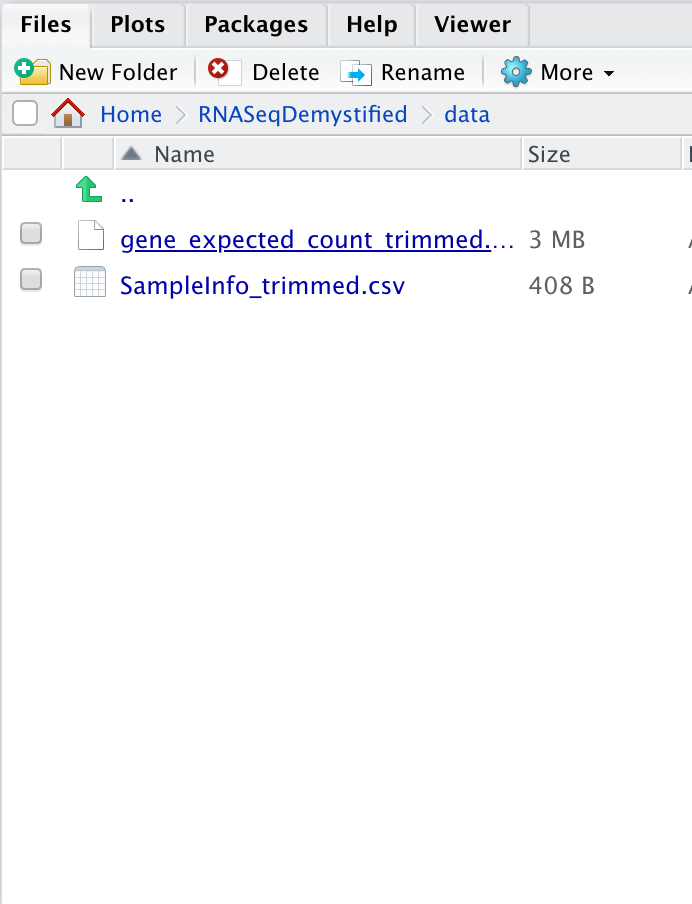 Files Plots Packages Help Viewer
New Folder Delete Rename More
Home RNASeqDemystified data
Name Size
..
gene_expected_count_trimmed.... 3 MB
SampleInfo_trimmed.csv 408 B